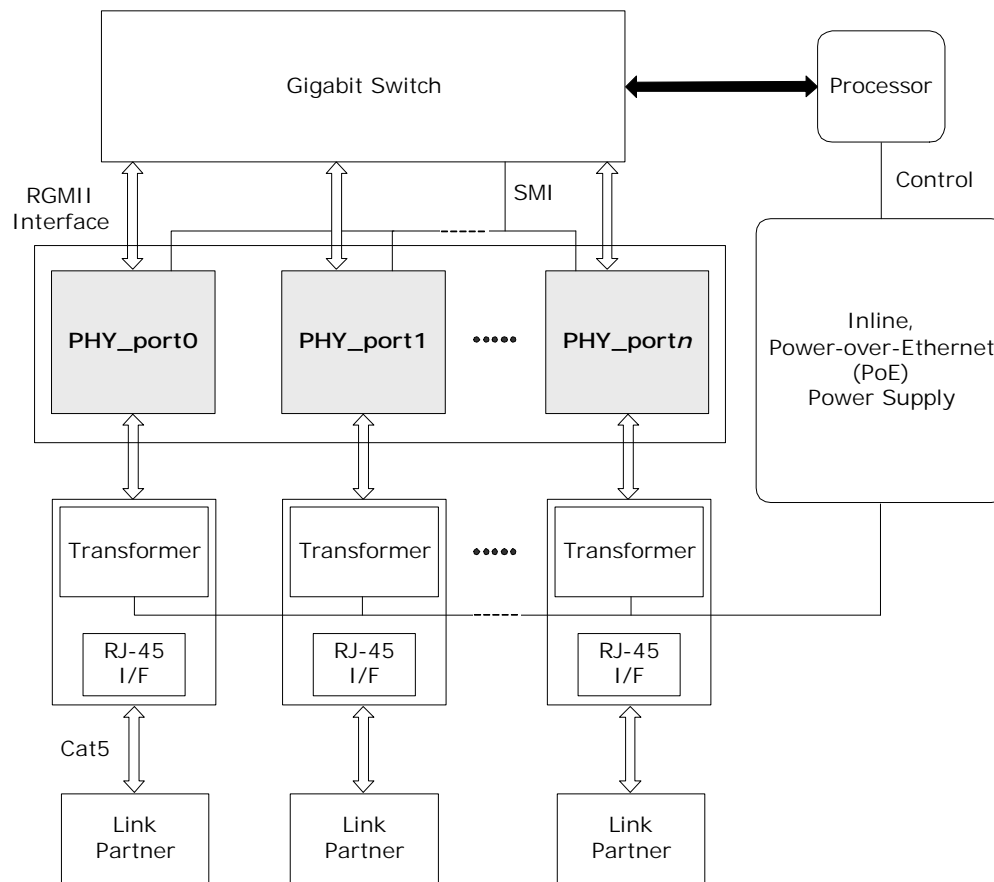 Gigabit Switch
Processor
RGMII
Interface
SMI
Control
PHY_port0
PHY_port1
PHY_portn
Inline,
Power-over-Ethernet
(PoE)
Power Supply
Transformer
Transformer
Transformer
RJ-45
I/F
RJ-45
I/F
RJ-45
I/F
Cat5
Link
Partner
Link
Partner
Link
Partner